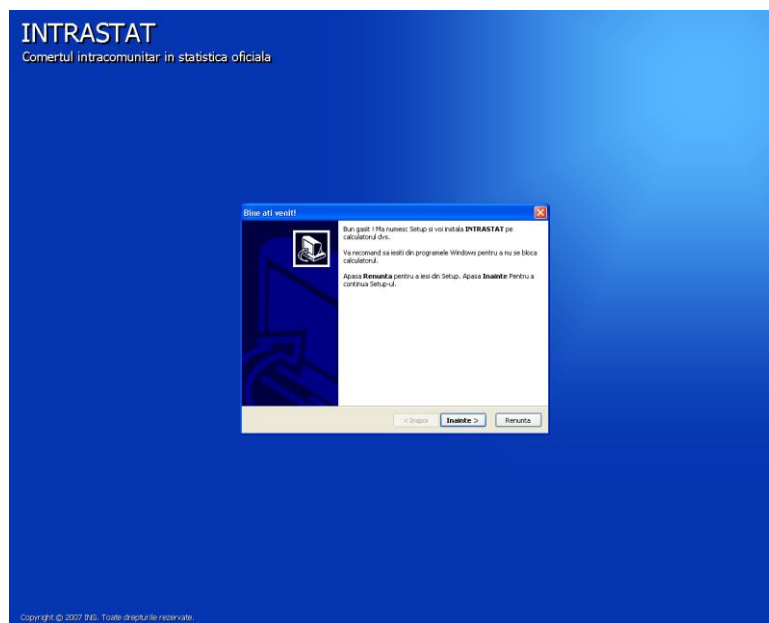 INTRASTAT
Comertul intracomunitar in statistica oficiala
Bine ati venit!
Bun gasit ! Ma numesc Setup si voi instala INTRASTAT pe
calculatorul dvs.
Va recomand sa iesiti din programele Windows pentru a nu se bloca
calculatorul.
Apasa Renunta pentru a iesi din Setup. Apasa Inainte Pentru a
continua Setup-ul.
< Inapoi Inainte > Renunta
Copyright © 2007 INS. Toate drepturile rezervate.